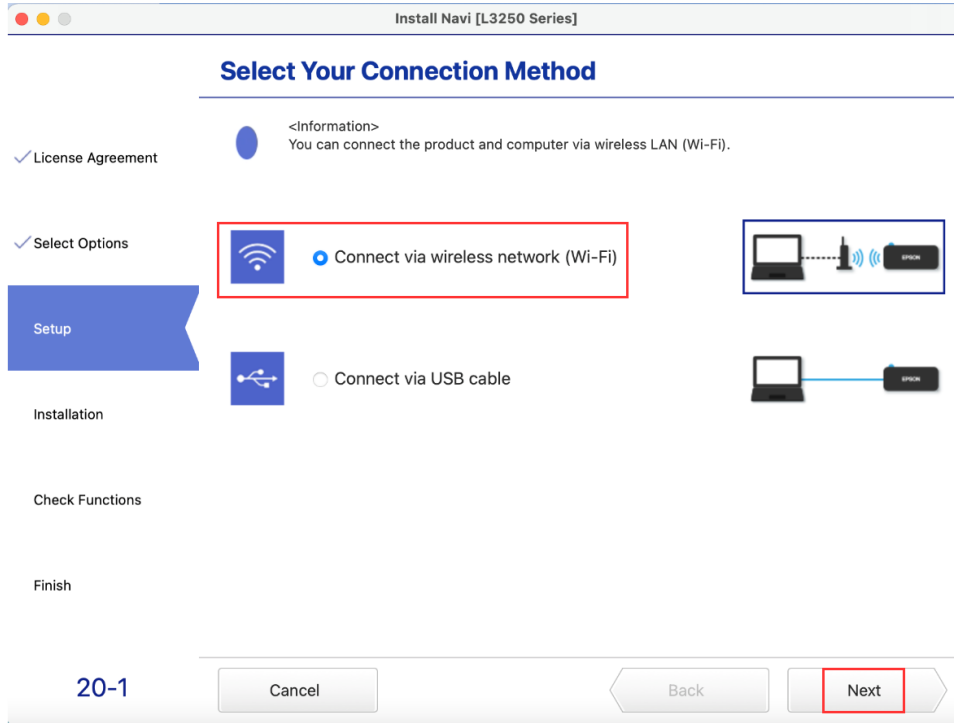 Install Navi [L3250 Series]
Select Your Connection Method
<Information>
You can connect the product and computer via wireless LAN (Wi-Fi).
License Agreement
Select Options
Setup
Installation
Check Functions
Finish
Connect via wireless network (Wi-Fi)
EPSON
Connect via USB cable
EPSON
20-1
Cancel
Back
Next